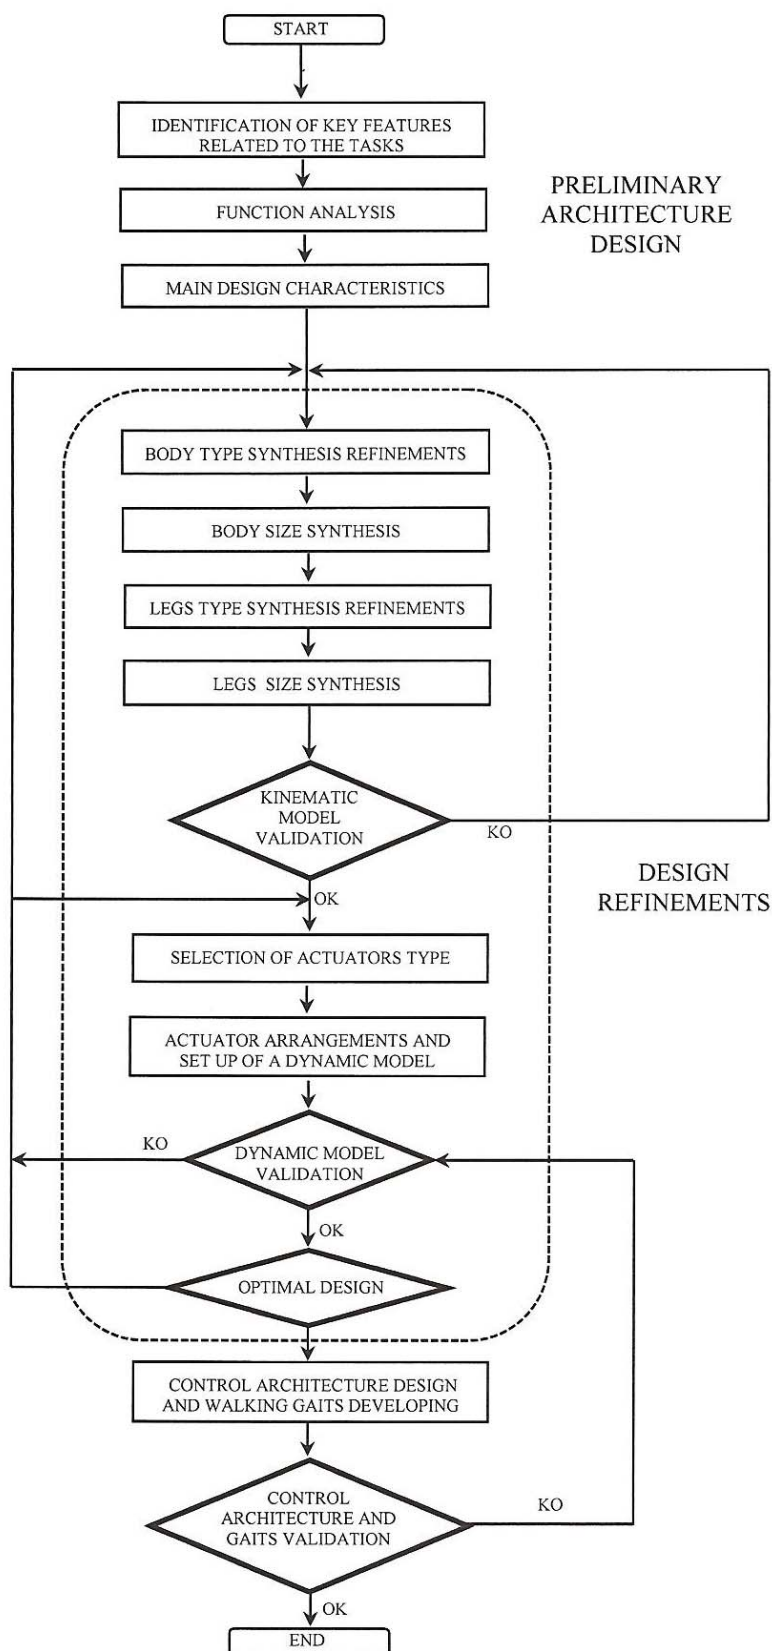 START
IDENTIFICATION OF KEY FEATURES
RELATED TO THE TASKS
PRELIMINARY
ARCHITECTURE
DESIGN
FUNCTION ANALYSIS
MAIN DESIGN CHARACTERISTICS
BODY TYPE SYNTHESIS REFINEMENTS
BODY SIZE SYNTHESIS
LEGS TYPE SYNTHESIS REFINEMENTS
LEGS SIZE SYNTHESIS
KINEMATIC
MODEL
VALIDATION
KO
DESIGN
REFINEMENTS
OK
SELECTION OF ACTUATORS TYPE
ACTUATOR ARRANGEMENTS AND
SET UP OF A DYNAMIC MODEL
KO
DYNAMIC MODEL
VALIDATION
OK
OPTIMAL DESIGN
CONTROL ARCHITECTURE DESIGN
AND WALKING GAITS DEVELOPING
CONTROL
ARCHITECTURE AND
GAITS VALIDATION
KO
OK
END